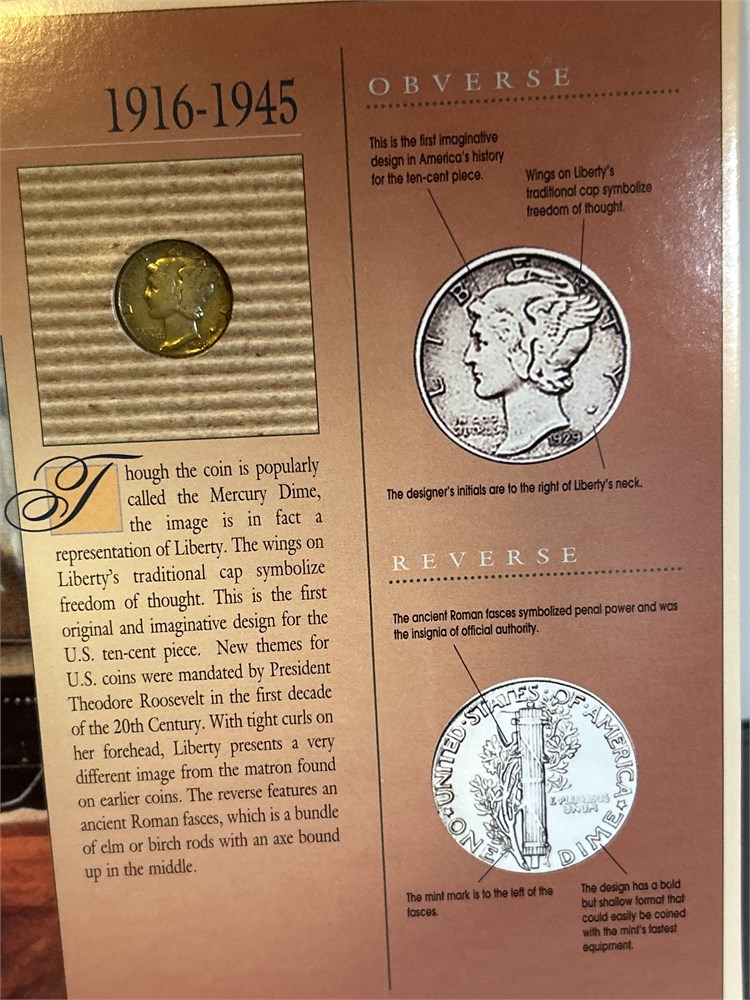 1916-1945
Though the coin is popularly
called the Mercury Dime,
the image is in fact a
representation of Liberty. The wings on
Liberty's traditional cap symbolize
freedom of thought. This is the first
original and imaginative design for the
U.S. ten-cent piece. New themes for
U.S. coins were mandated by President
Theodore Roosevelt in the first decade
of the 20th Century. With tight curls on
her forehead, Liberty presents a very
different image from the matron found
on earlier coins. The reverse features an
ancient Roman fasces, which is a bundle
of elm or birch rods with an axe bound
up in the middle.
OBVERSE
This is the first imaginative
design in America's history
for the ten-cent piece.
Wings on Liberty's
traditional cap symbolize
freedom of thought.
LIBERTY
IN GOD
1929
The designer's initials are to the right of Liberty's neck.
REVERSE
The ancient Roman fasces symbolized penal power and was
the insignia of official authority.
UNITED·STATES·OF·AMERICA
E·PLURIBUS
UNUM
ONE DIME
The mint mark is to the left of the
fasces.
The design has a bold
but shallow format that
could easily be coined
with the mint's fastest
equipment.